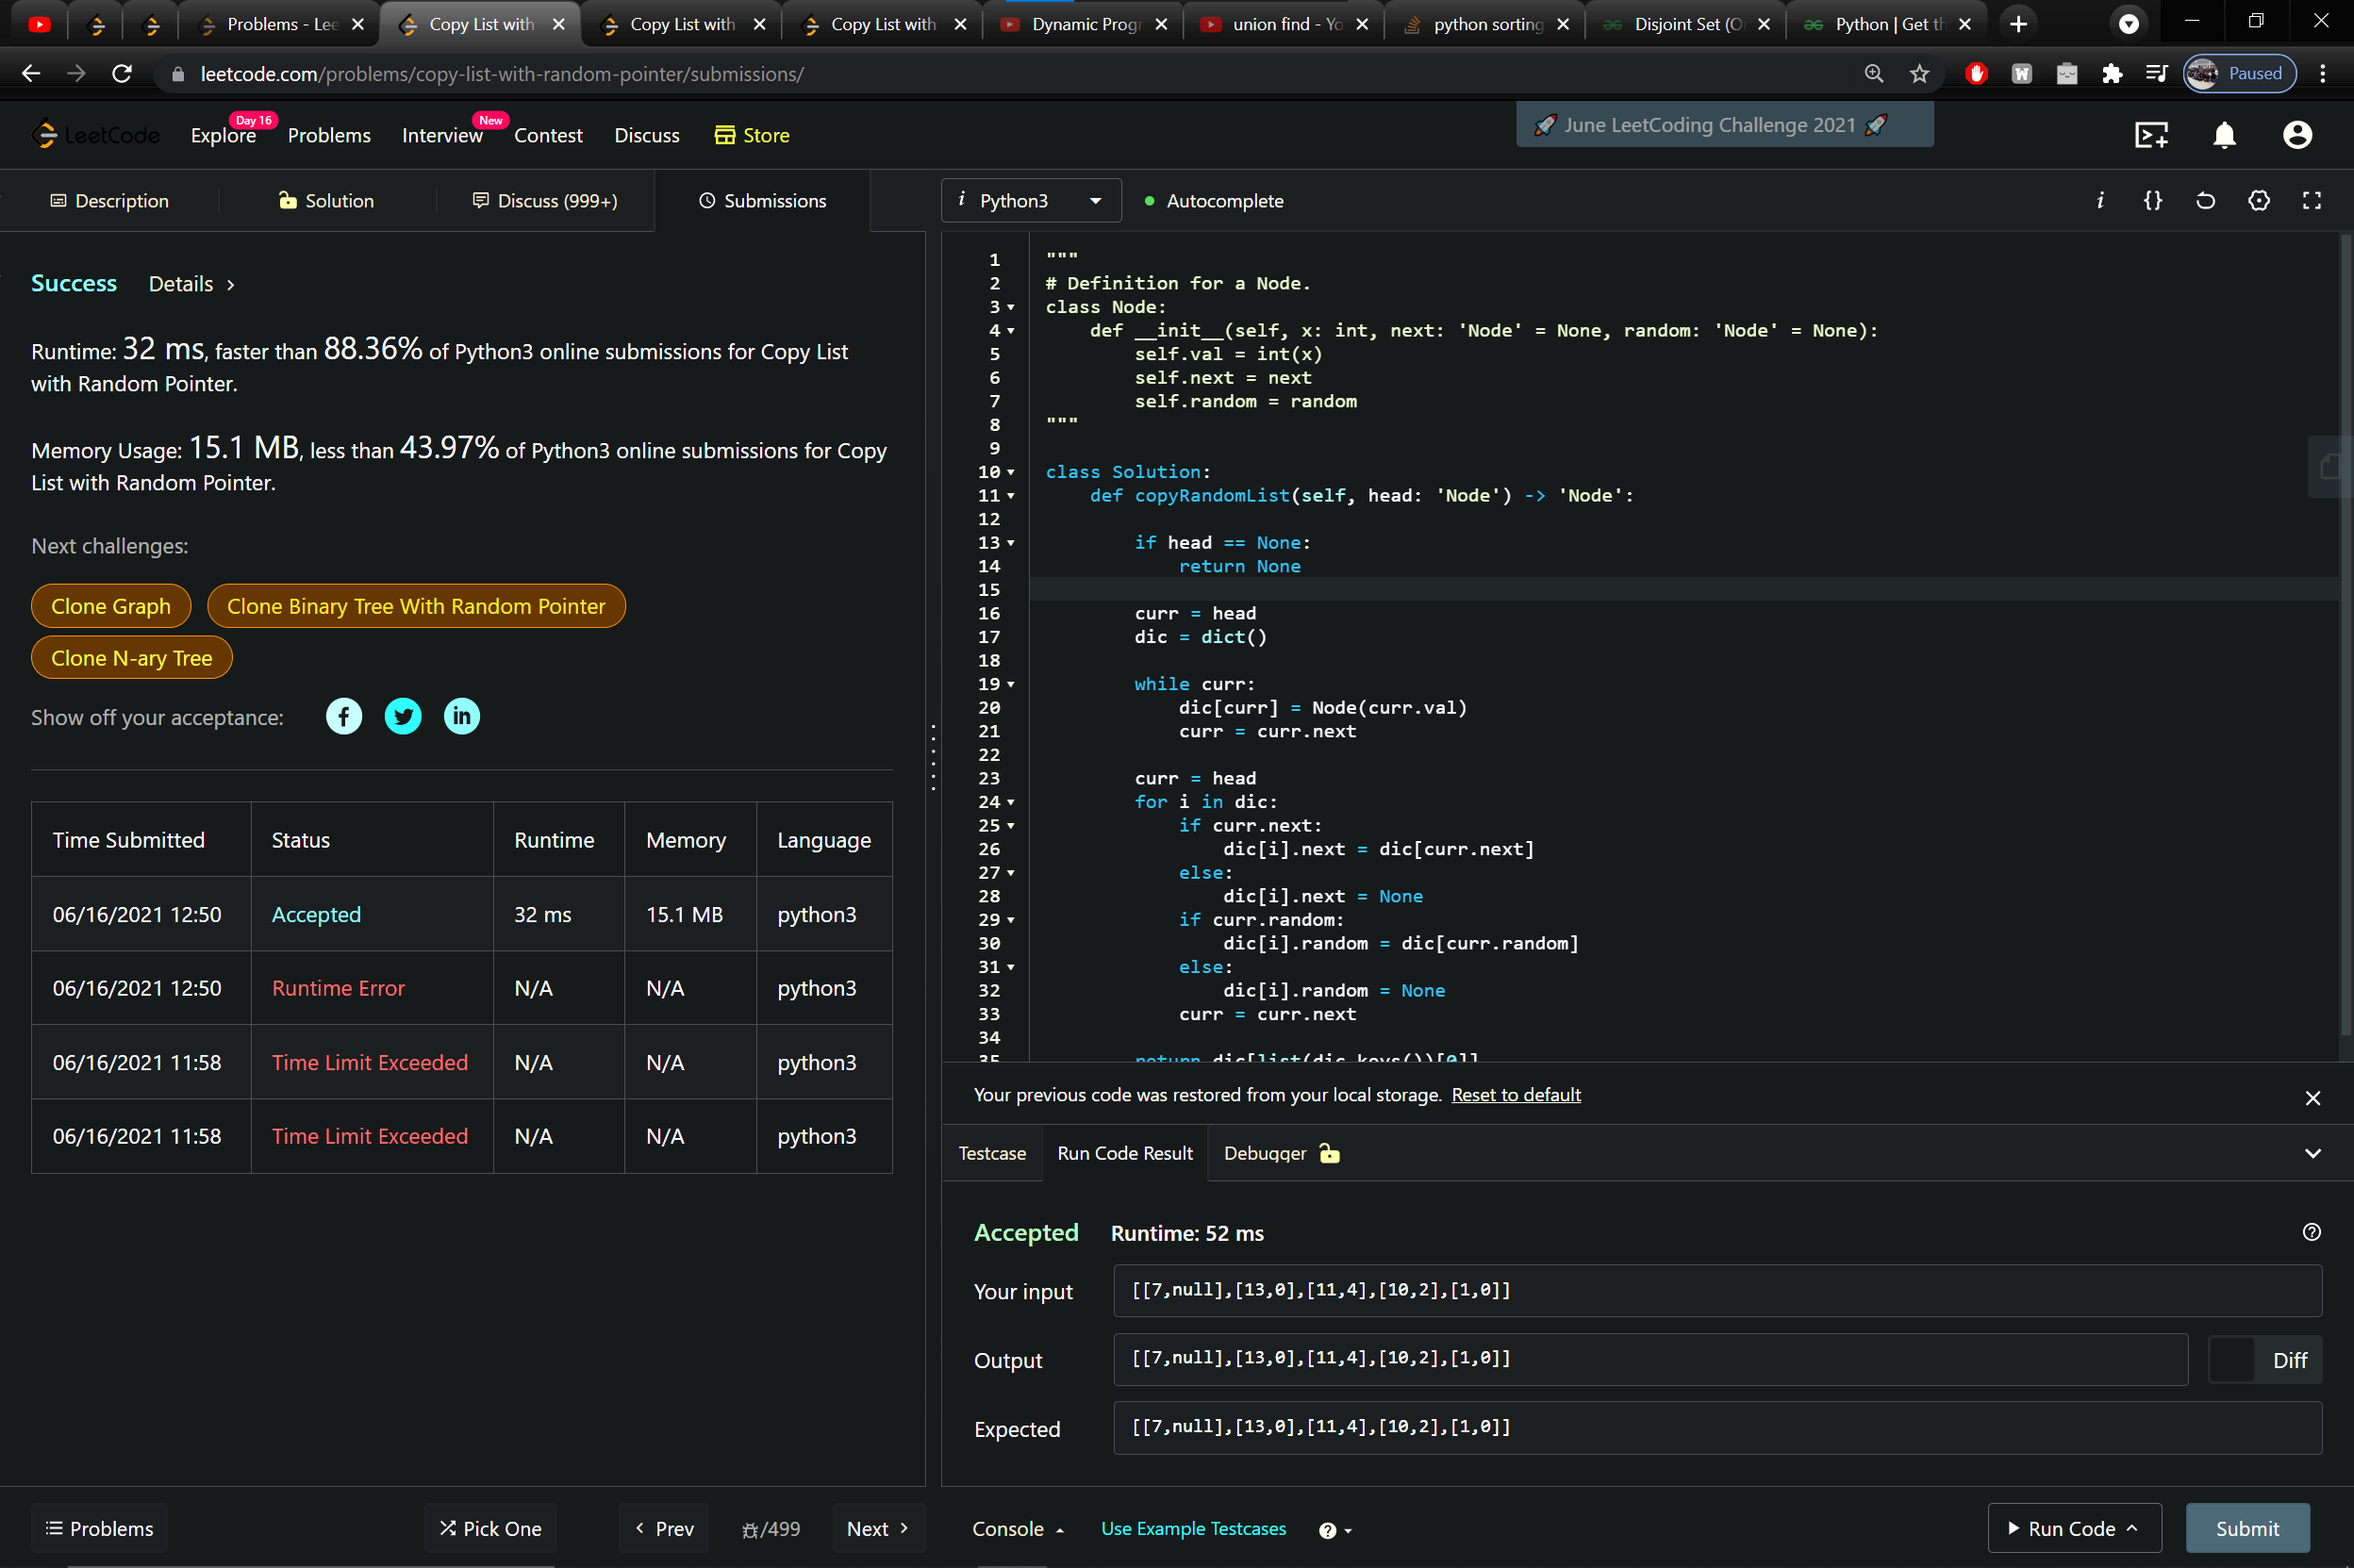 Problems - Lee
Copy List with
Copy List with
Copy List with
Dynamic Progr
union find - Yo
python sorting
Disjoint Set (O
Python | Get th
leetcode.com/problems/copy-list-with-random-pointer/submissions/
Paused
LeetCode
Explore
Day 16
Problems
Interview
New
Contest
Discuss
Store
🚀 June LeetCoding Challenge 2021 🚀
Description
Solution
Discuss (999+)
Submissions
i Python3
Autocomplete
i {}
Success
Details >
Runtime: 32 ms, faster than 88.36% of Python3 online submissions for Copy List
with Random Pointer.
Memory Usage: 15.1 MB, less than 43.97% of Python3 online submissions for Copy
List with Random Pointer.
Next challenges:
Clone Graph
Clone Binary Tree With Random Pointer
Clone N-ary Tree
Show off your acceptance:
Time Submitted Status Runtime Memory Language
06/16/2021 12:50 Accepted 32 ms 15.1 MB python3
06/16/2021 12:50 Runtime Error N/A N/A python3
06/16/2021 11:58 Time Limit Exceeded N/A N/A python3
06/16/2021 11:58 Time Limit Exceeded N/A N/A python3
1 """
2 # Definition for a Node.
3 class Node:
4     def __init__(self, x: int, next: 'Node' = None, random: 'Node' = None):
5         self.val = int(x)
6         self.next = next
7         self.random = random
8 """
9
10 class Solution:
11     def copyRandomList(self, head: 'Node') -> 'Node':
12
13         if head == None:
14             return None
15
16         curr = head
17         dic = dict()
18
19         while curr:
20             dic[curr] = Node(curr.val)
21             curr = curr.next
22
23         curr = head
24         for i in dic:
25             if curr.next:
26                 dic[i].next = dic[curr.next]
27             else:
28                 dic[i].next = None
29             if curr.random:
30                 dic[i].random = dic[curr.random]
31             else:
32                 dic[i].random = None
33             curr = curr.next
34
35         return dic[list(dic.keys())[0]]
Your previous code was restored from your local storage. Reset to default
Testcase
Run Code Result
Debugger
Accepted
Runtime: 52 ms
Your input
[[7,null],[13,0],[11,4],[10,2],[1,0]]
Output
[[7,null],[13,0],[11,4],[10,2],[1,0]]
Diff
Expected
[[7,null],[13,0],[11,4],[10,2],[1,0]]
Problems
Pick One
Prev
/499
Next
Console
Use Example Testcases
Run Code
Submit